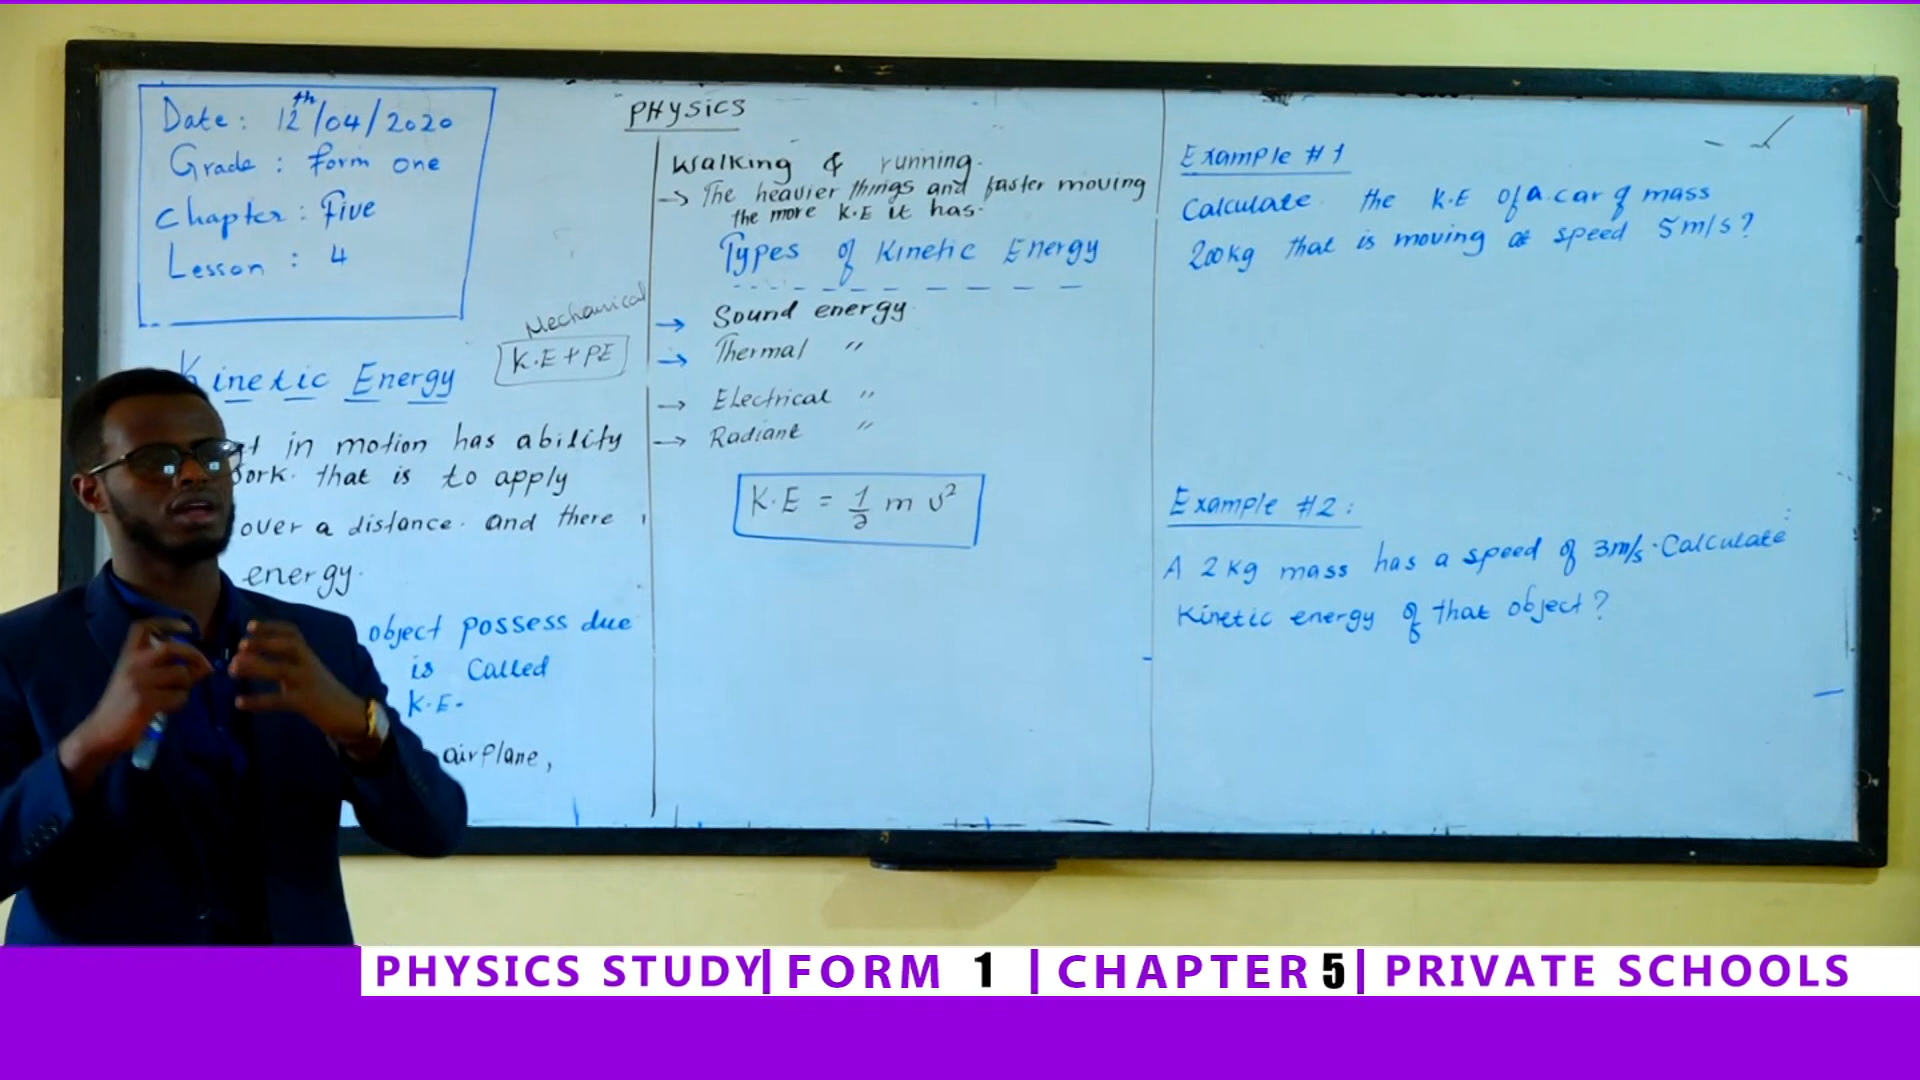 Date: 12th/04/2020
Grade: form one
Chapter: Five
Lesson: 4
Mechanical
K.E + PE
Kinetic Energy
in motion has ability
work. that is to apply
over a distance. and there
energy.
object possess due
is called
K.E.
airplane,
PHYSICS
Walking & running.
→ The heavier things and faster moving
the more K.E it has.
Types of Kinetic Energy
→ Sound energy
→ Thermal "
→ Electrical "
→ Radiant "
K.E = 1/2 m v²
Example #1
Calculate the K.E of a car of mass
200kg that is moving at speed 5m/s?
Example #2:
A 2kg mass has a speed of 3m/s. Calculate
Kinetic energy of that object?
PHYSICS STUDY| FORM 1 | CHAPTER 5 | PRIVATE SCHOOLS